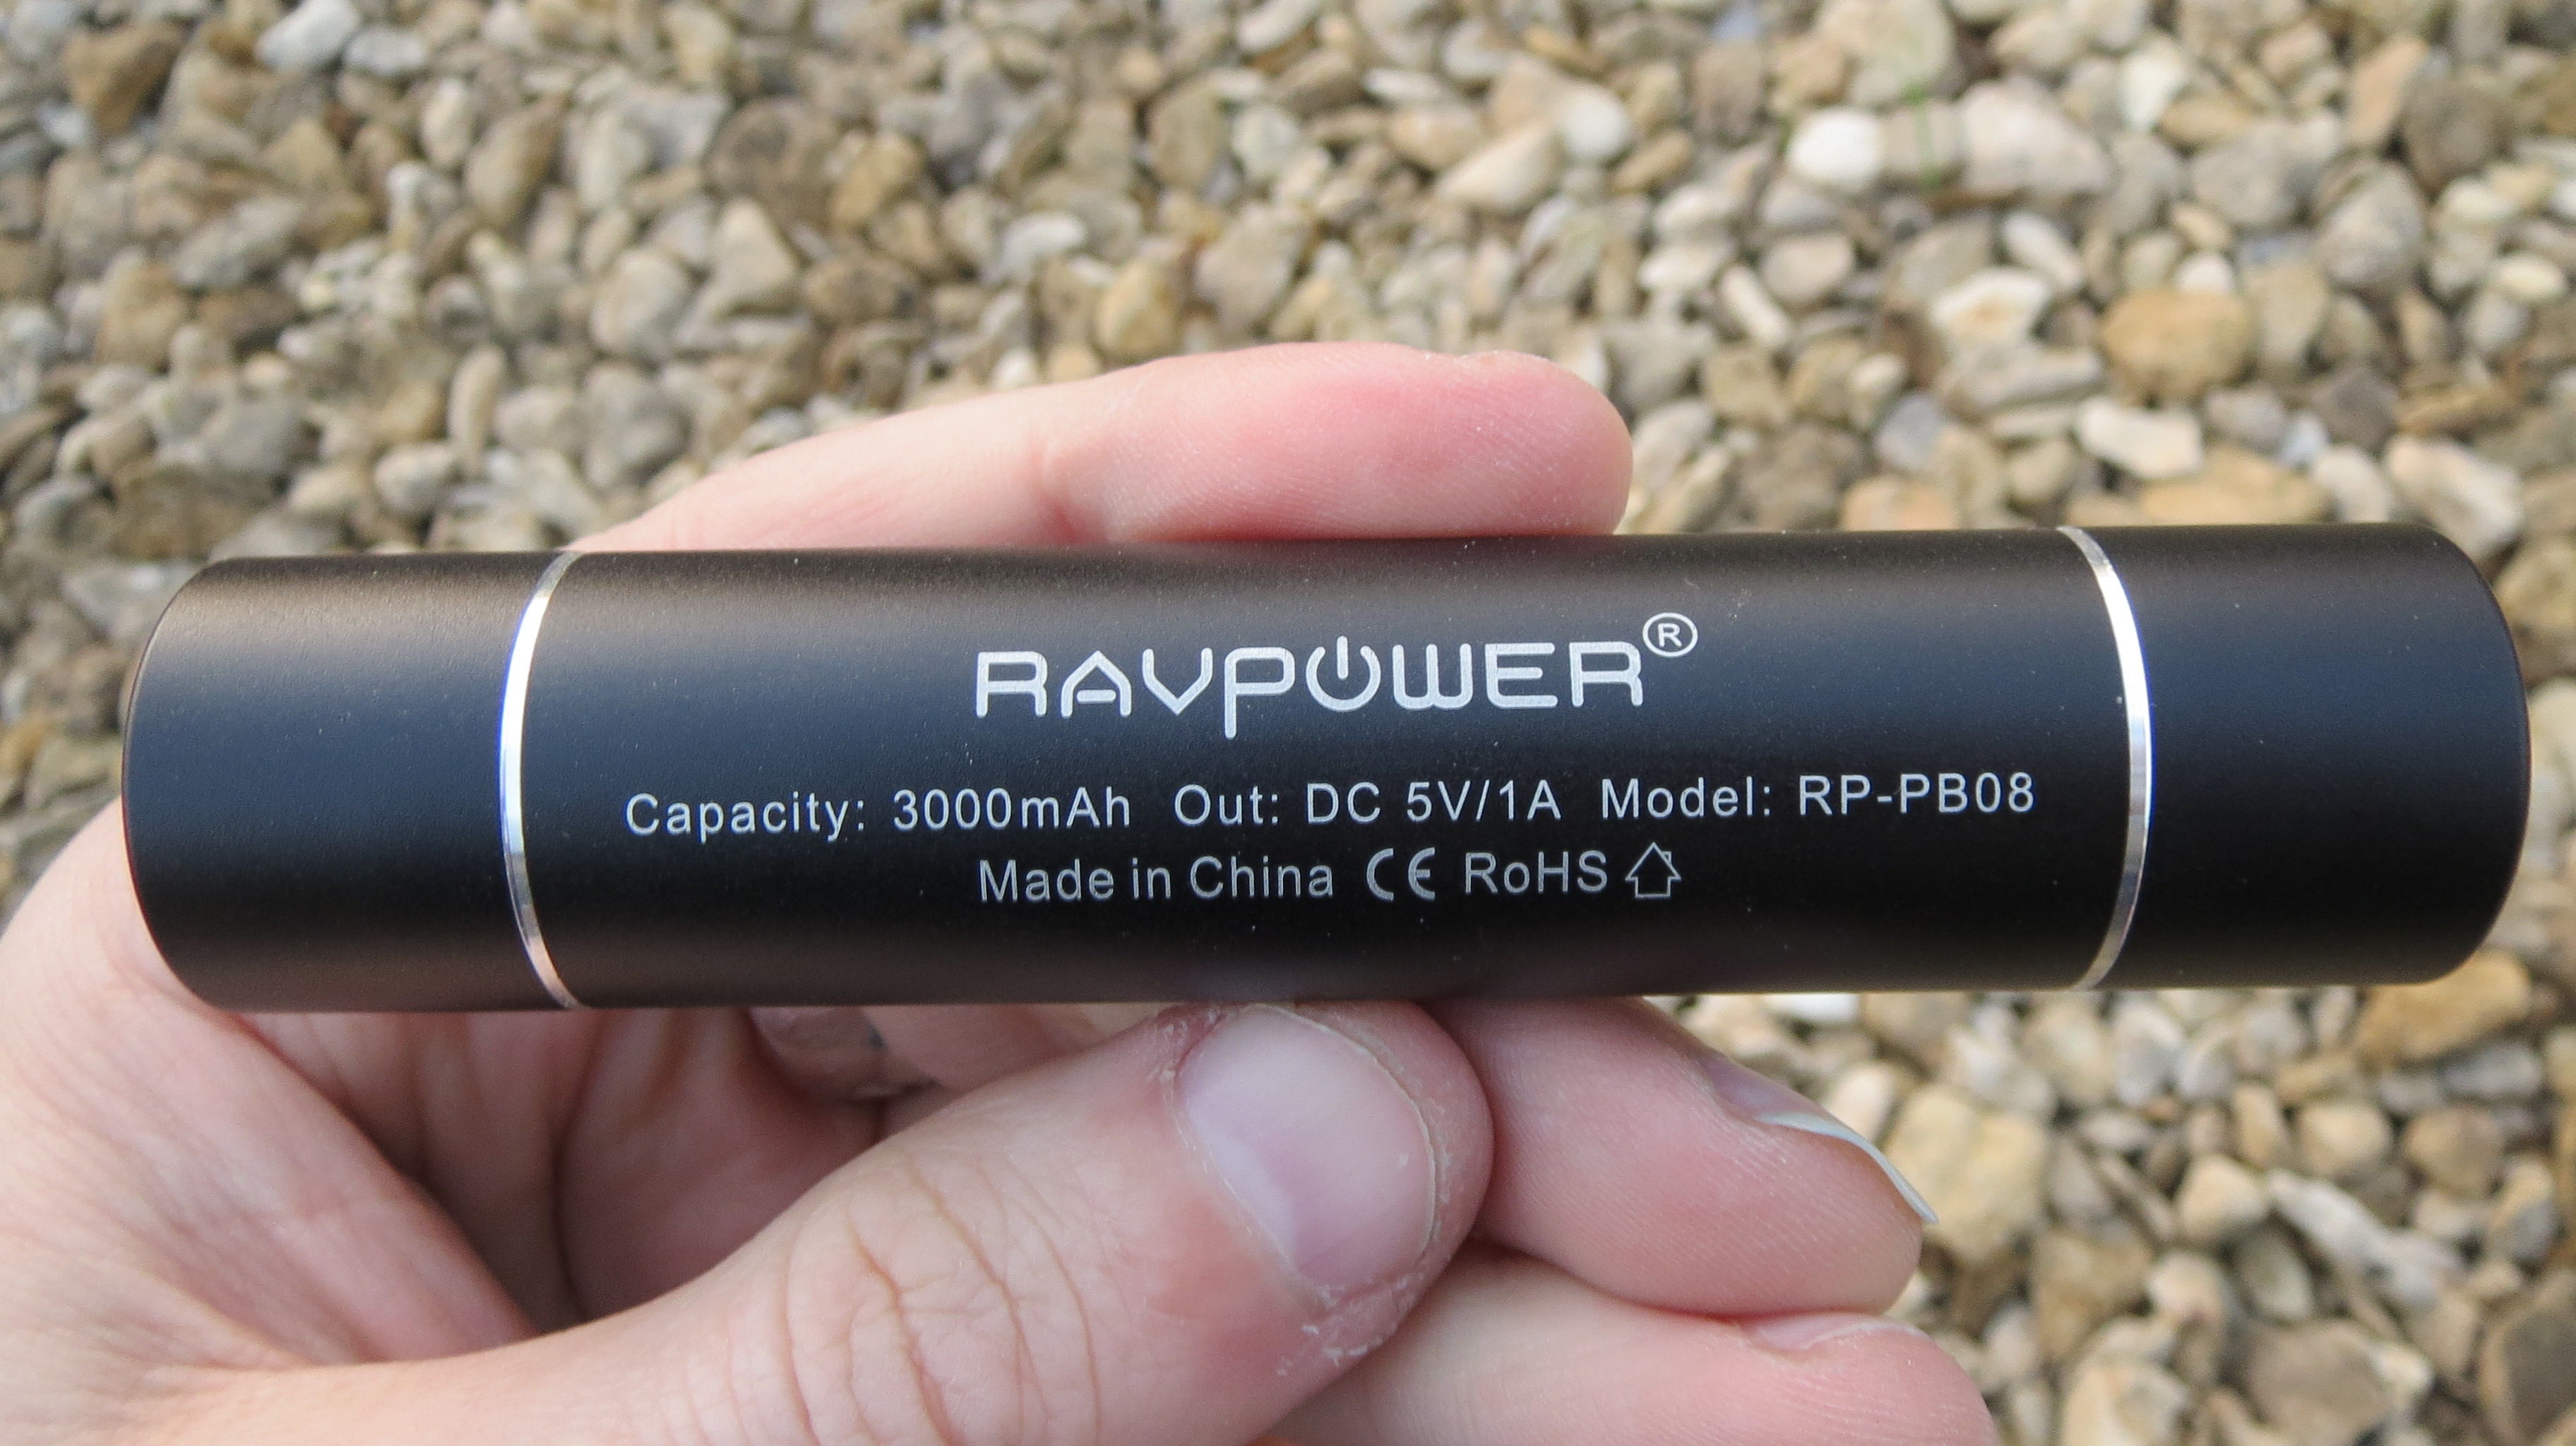 RAVPOWER®
Capacity: 3000mAh Out: DC 5V/1A Model: RP-PB08
Made in China CE RoHS